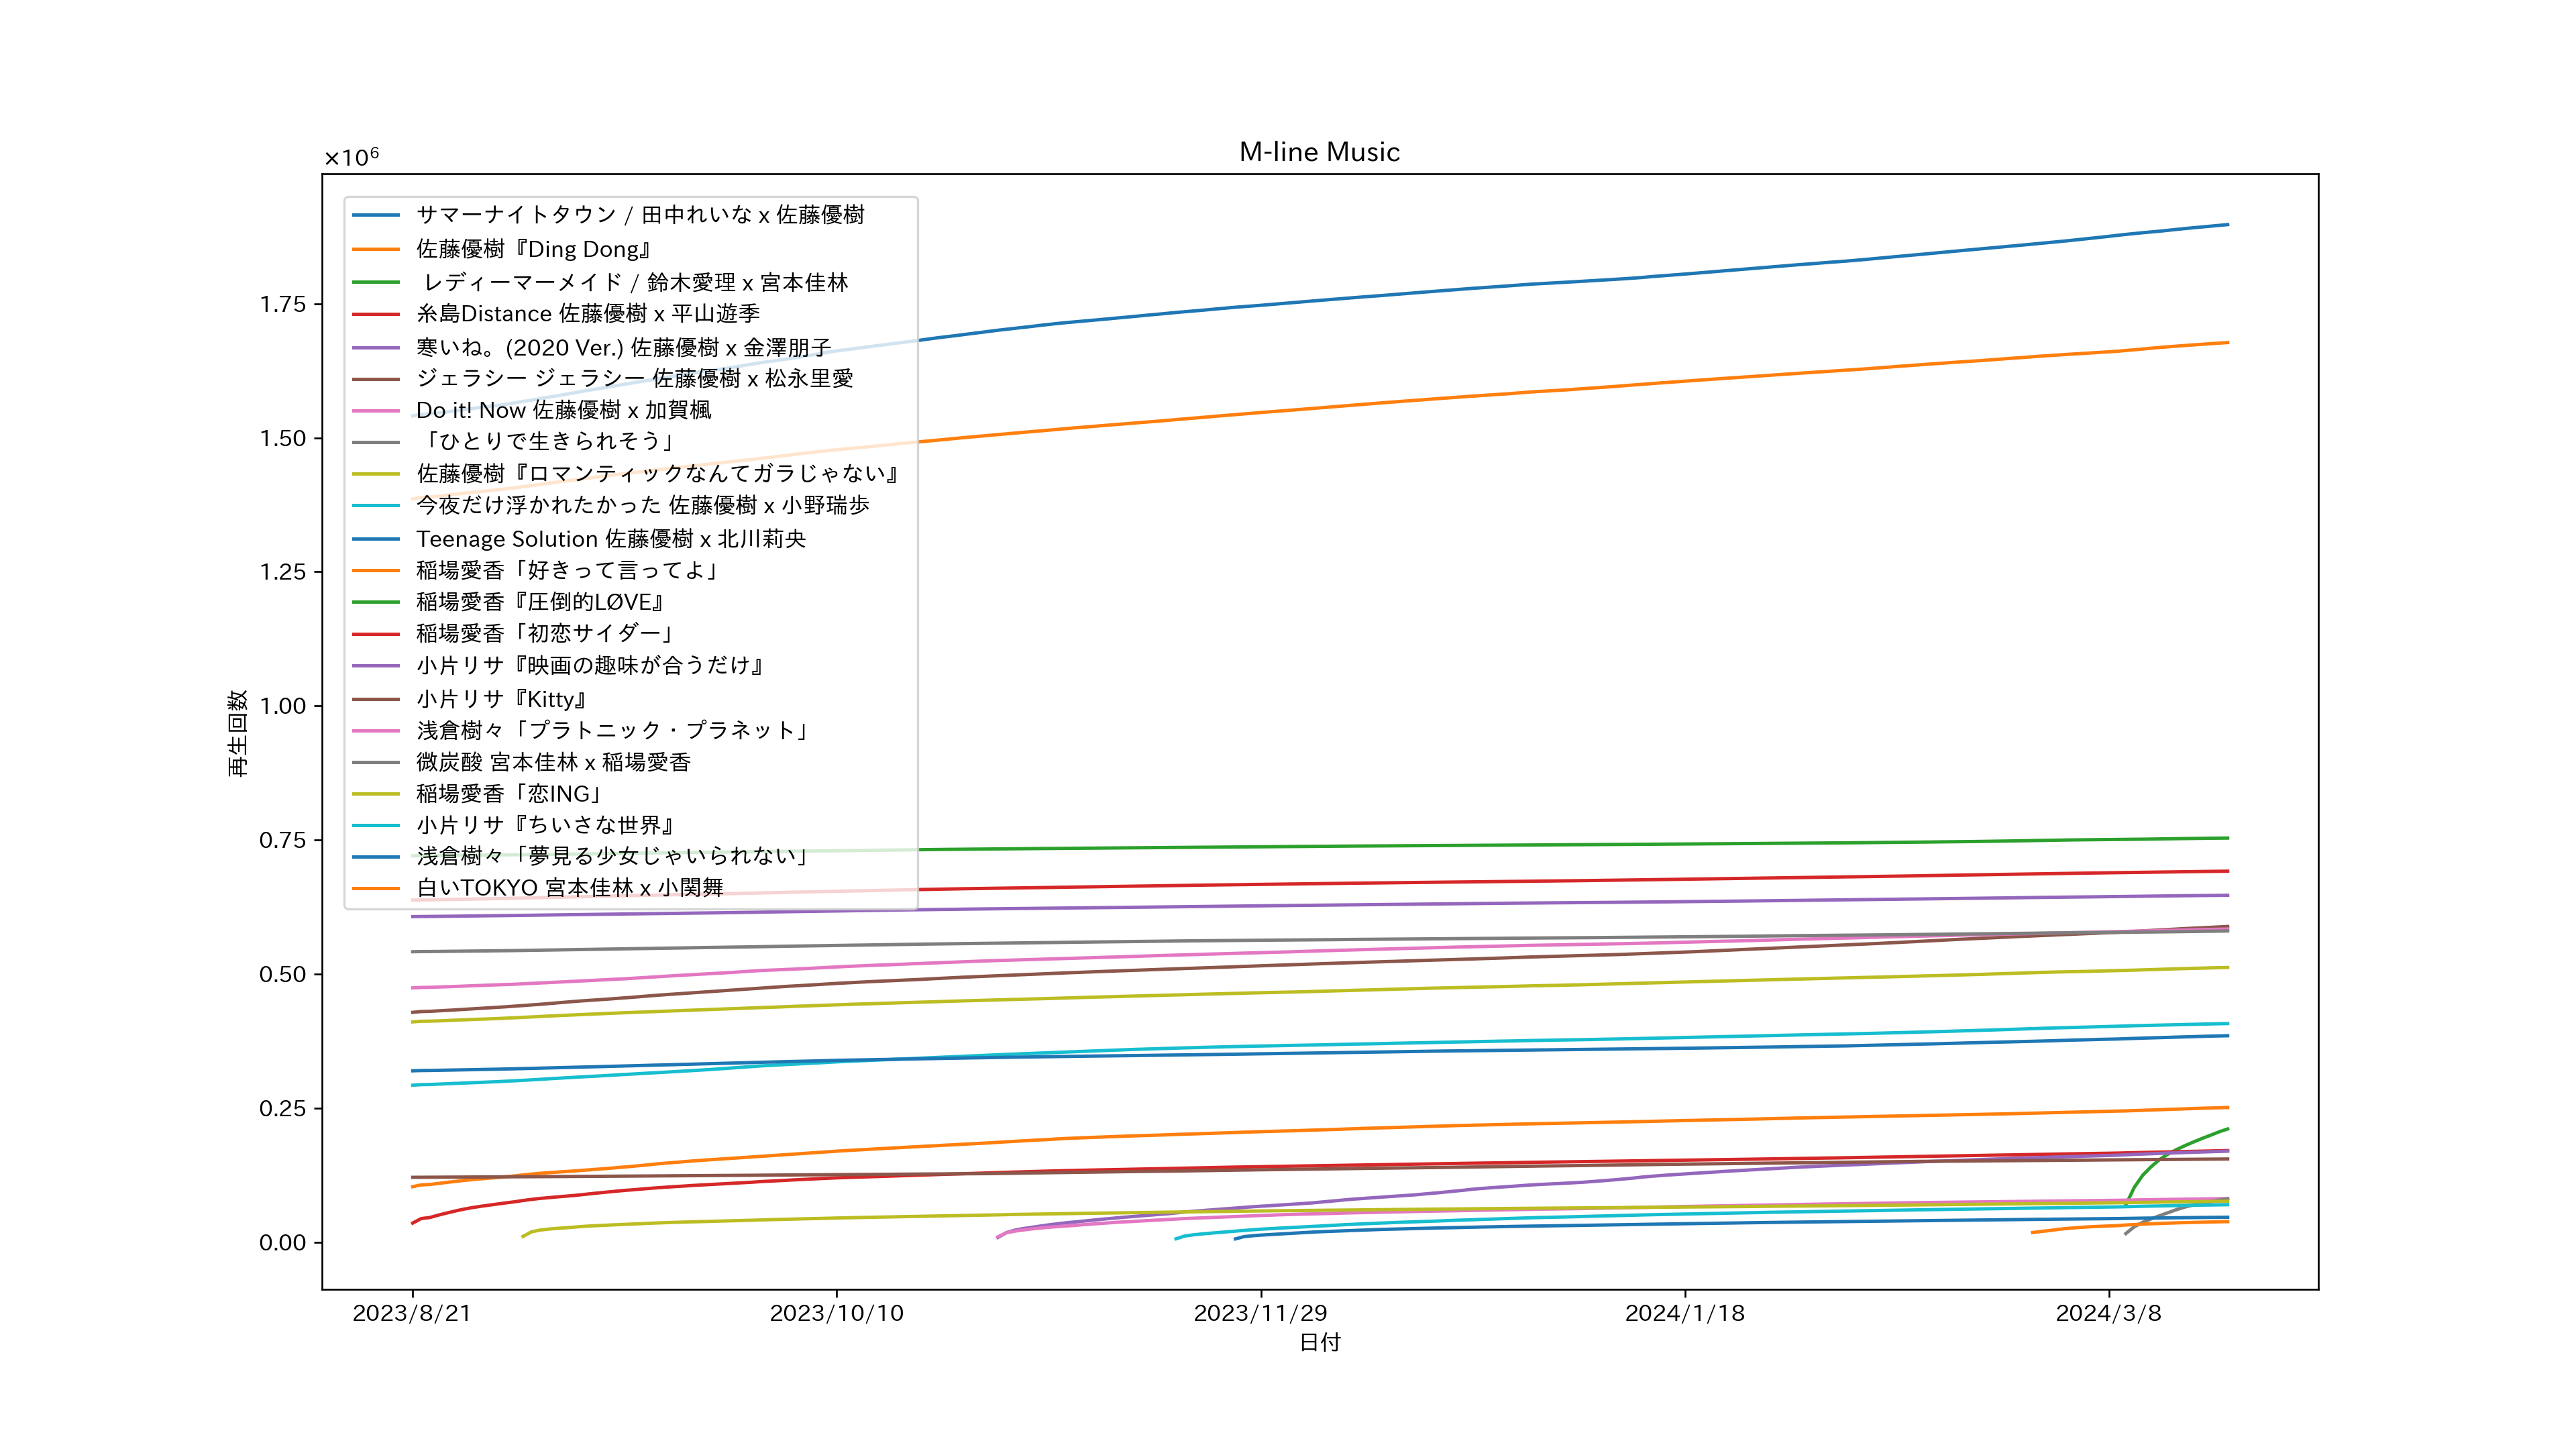 M-line Music
×10⁶
サマーナイトタウン / 田中れいな x 佐藤優樹
佐藤優樹『Ding Dong』
レディーマーメイド / 鈴木愛理 x 宮本佳林
糸島Distance 佐藤優樹 x 平山遊季
寒いね。(2020 Ver.) 佐藤優樹 x 金澤朋子
ジェラシー ジェラシー 佐藤優樹 x 松永里愛
Do it! Now 佐藤優樹 x 加賀楓
「ひとりで生きられそう」
佐藤優樹『ロマンティックなんてガラじゃない』
今夜だけ浮かれたかった 佐藤優樹 x 小野瑞歩
Teenage Solution 佐藤優樹 x 北川莉央
稲場愛香「好きって言ってよ」
稲場愛香『圧倒的LØVE』
稲場愛香「初恋サイダー」
小片リサ『映画の趣味が合うだけ』
小片リサ『Kitty』
浅倉樹々「プラトニック・プラネット」
微炭酸 宮本佳林 x 稲場愛香
稲場愛香「恋ING」
小片リサ『ちいさな世界』
浅倉樹々「夢見る少女じゃいられない」
白いTOKYO 宮本佳林 x 小関舞
1.75
1.50
1.25
1.00
0.75
0.50
0.25
0.00
再生回数
2023/8/21
2023/10/10
2023/11/29
2024/1/18
2024/3/8
日付